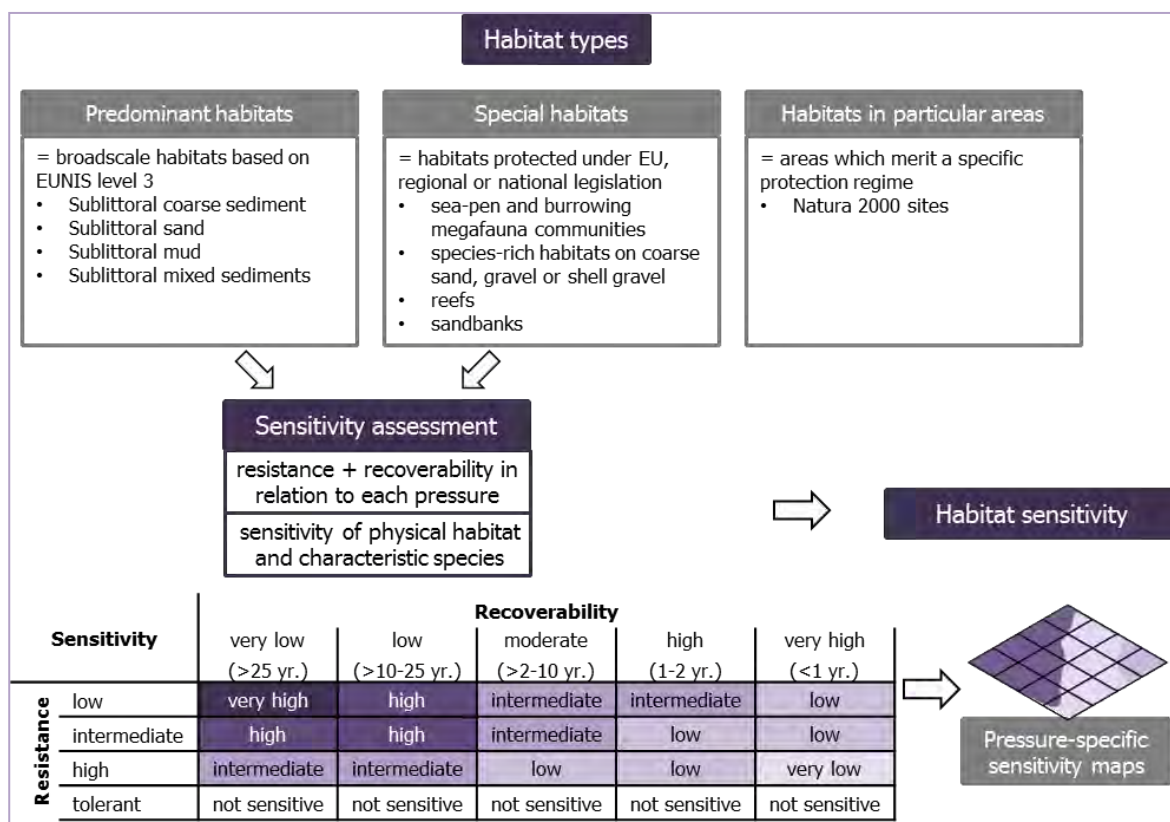 Habitat types
Predominant habitats
= broadscale habitats based on
EUNIS level 3
• Sublittoral coarse sediment
• Sublittoral sand
• Sublittoral mud
• Sublittoral mixed sediments
Special habitats
= habitats protected under EU,
regional or national legislation
• sea-pen and burrowing
megafauna communities
• species-rich habitats on coarse
sand, gravel or shell gravel
• reefs
• sandbanks
Habitats in particular areas
= areas which merit a specific
protection regime
• Natura 2000 sites
Sensitivity assessment
resistance + recoverability in
relation to each pressure
sensitivity of physical habitat
and characteristic species
Habitat sensitivity
Recoverability
Sensitivity very low low moderate high very high
(>25 yr.) (>10-25 yr.) (>2-10 yr.) (1-2 yr.) (<1 yr.)
Resistance
low very high high intermediate intermediate low
intermediate high high intermediate low low
high intermediate intermediate low low very low
tolerant not sensitive not sensitive not sensitive not sensitive not sensitive
Pressure-specific
sensitivity maps